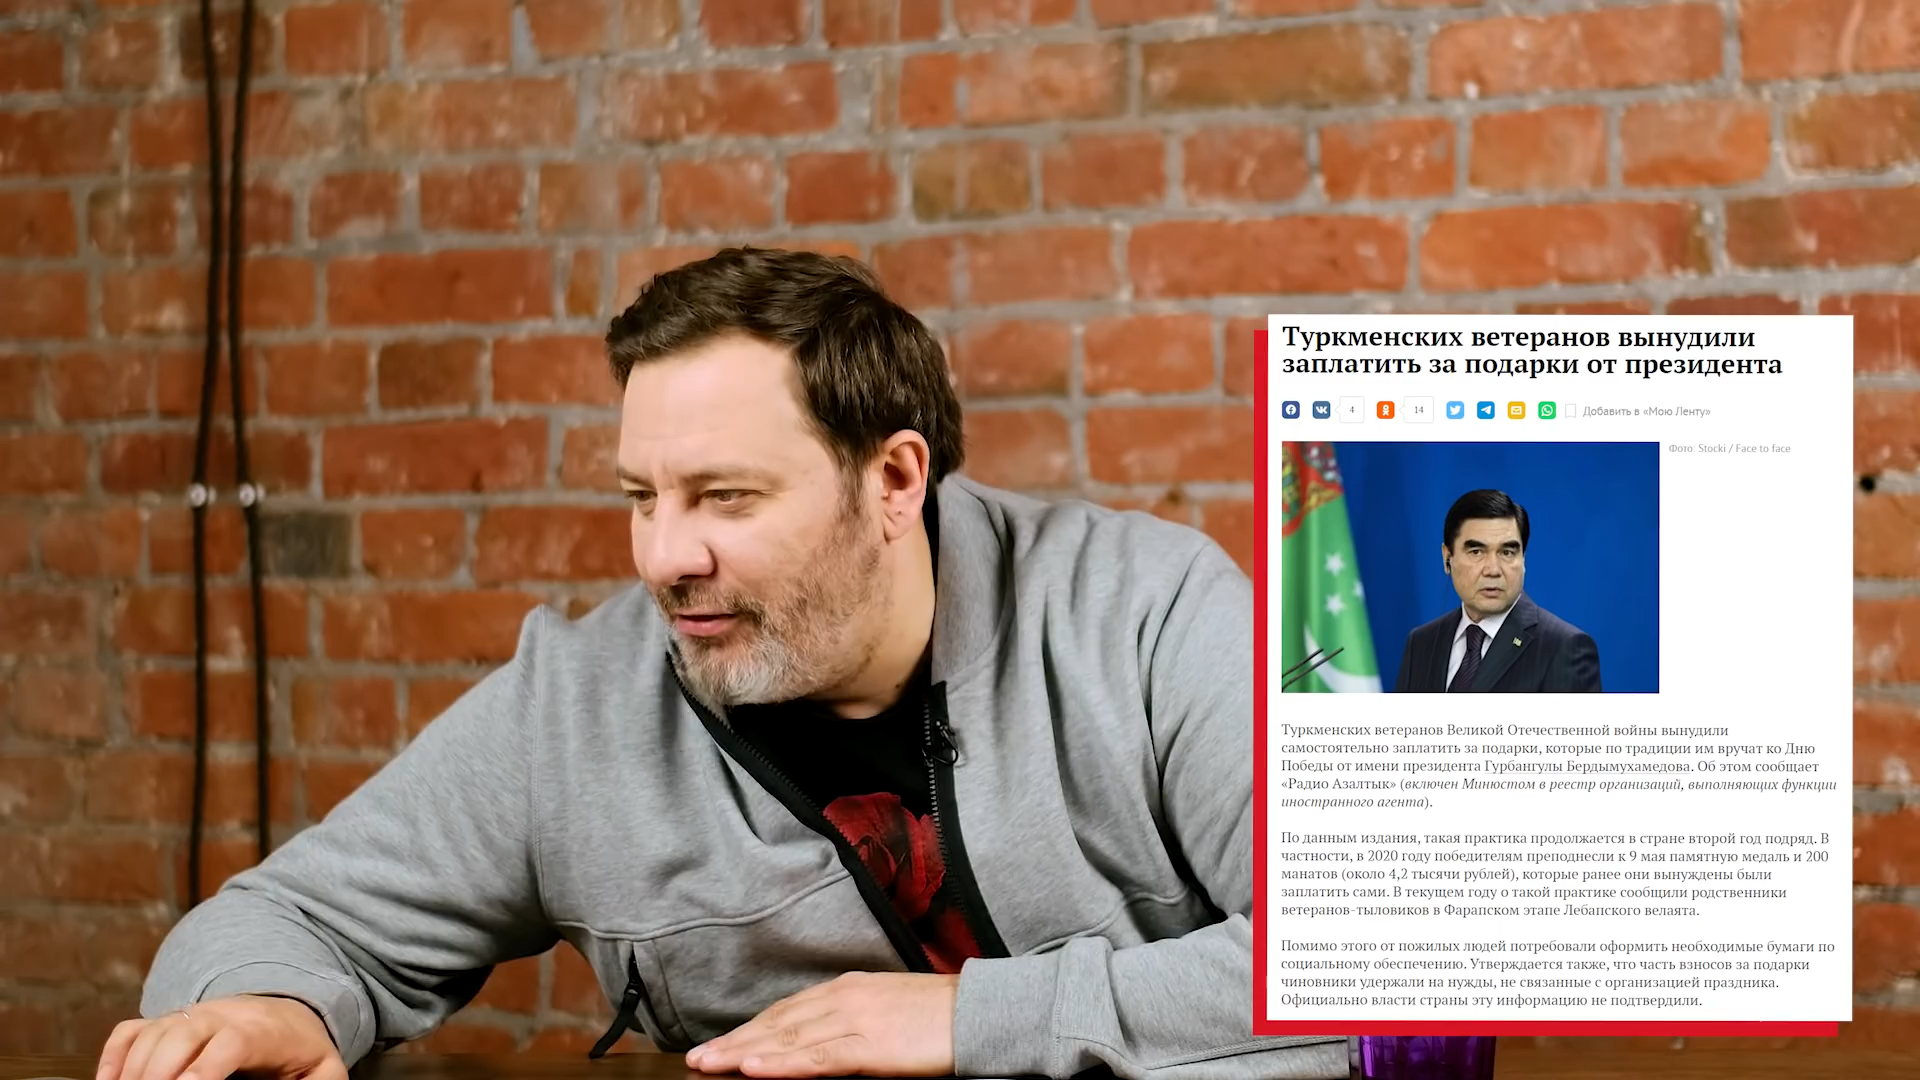 Туркменских ветеранов вынудили
заплатить за подарки от президента
4
14
Добавить в «Мою Ленту»
Фото: Stocki / Face to face
Туркменских ветеранов Великой Отечественной войны вынудили
самостоятельно заплатить за подарки, которые по традиции им вручат ко Дню
Победы от имени президента Гурбангулы Бердымухамедова. Об этом сообщает
«Радио Азалтык» (включен Минюстом в реестр организаций, выполняющих функции
иностранного агента).
По данным издания, такая практика продолжается в стране второй год подряд. В
частности, в 2020 году победителям преподнесли к 9 мая памятную медаль и 200
манатов (около 4,2 тысячи рублей), которые ранее они вынуждены были
заплатить сами. В текущем году о такой практике сообщили родственники
ветеранов-тыловиков в Фарапском этапе Лебапского велаята.
Помимо этого от пожилых людей потребовали оформить необходимые бумаги по
социальному обеспечению. Утверждается также, что часть взносов за подарки
чиновники удержали на нужды, не связанные с организацией праздника.
Официально власти страны эту информацию не подтвердили.